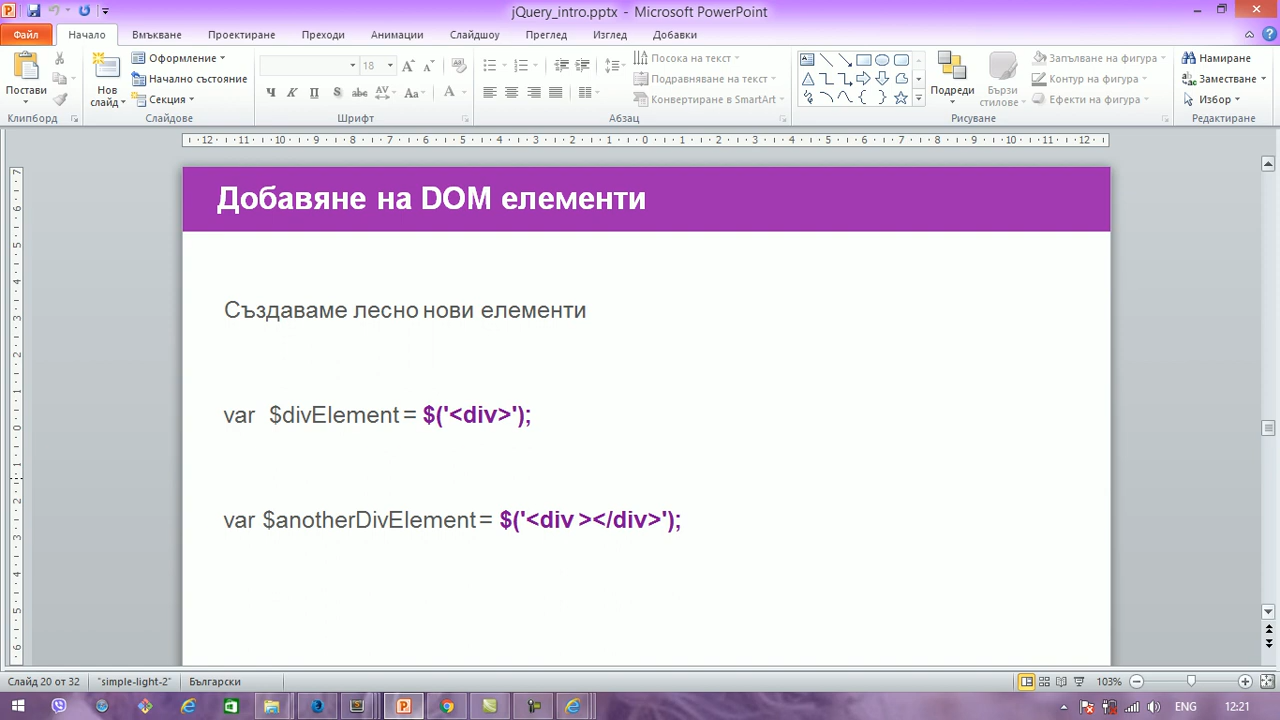 jQuery_intro.pptx - Microsoft PowerPoint
Файл Начало Вмъкване Проектиране Преходи Анимации Слайдшоу Преглед Изглед Добавки
Постави
Клипборд
Нов слайд
Оформление
Начално състояние
Секция
Слайдове
18
Шрифт
Посока на текст
Подравняване на текст
Конвертиране в SmartArt
Абзац
Подреди
Бързи стилове
Запълване на фигура
Контур на фигура
Ефекти на фигура
Рисуване
Намиране
Заместване
Избор
Редактиране
Добавяне на DOM елементи
Създаваме лесно нови елементи
var $divElement = $('<div>');
var $anotherDivElement = $('<div ></div>');
Слайд 20 от 32 "simple-light-2" Български 103%
ENG 12:21